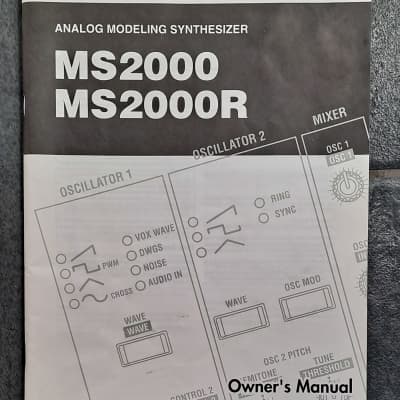 ANALOG MODELING SYNTHESIZER
MS2000
MS2000R
OSCILLATOR 1
OSCILLATOR 2
MIXER
VOX WAVE
DWGS
NOISE
AUDIO IN
PWM
CROSS
WAVE
WAVE
RING
SYNC
WAVE
OSC MOD
OSC 1
OSC 1
OSC 2 PITCH
SEMITONE
TUNE
THRESHOLD
CONTROL 2
Owner's Manual